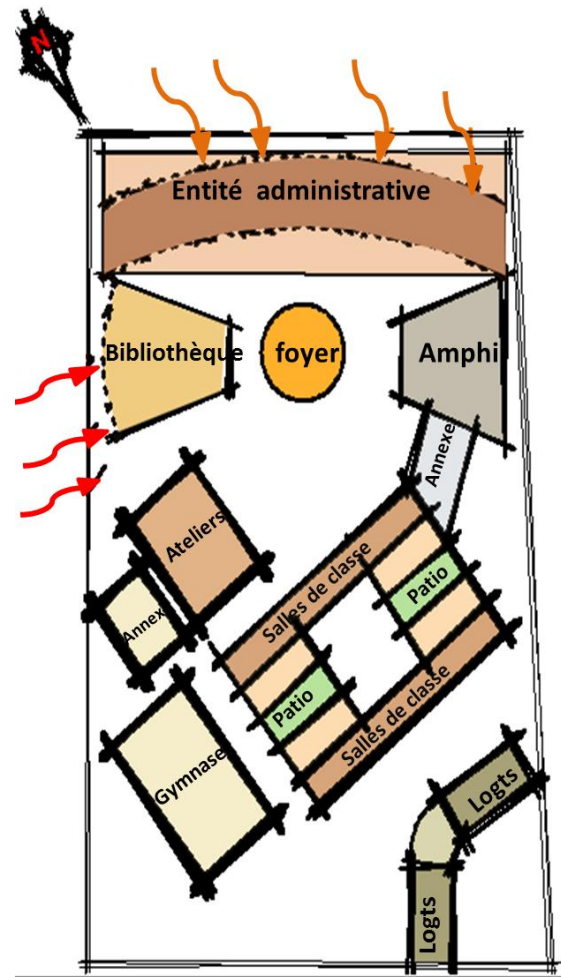 N
Entité administrative
Bibliothèque
foyer
Amphi
Annexe
Ateliers
Salles de classe
Patio
Annex
Patio
Salles de classe
Gymnase
Logts
Logts